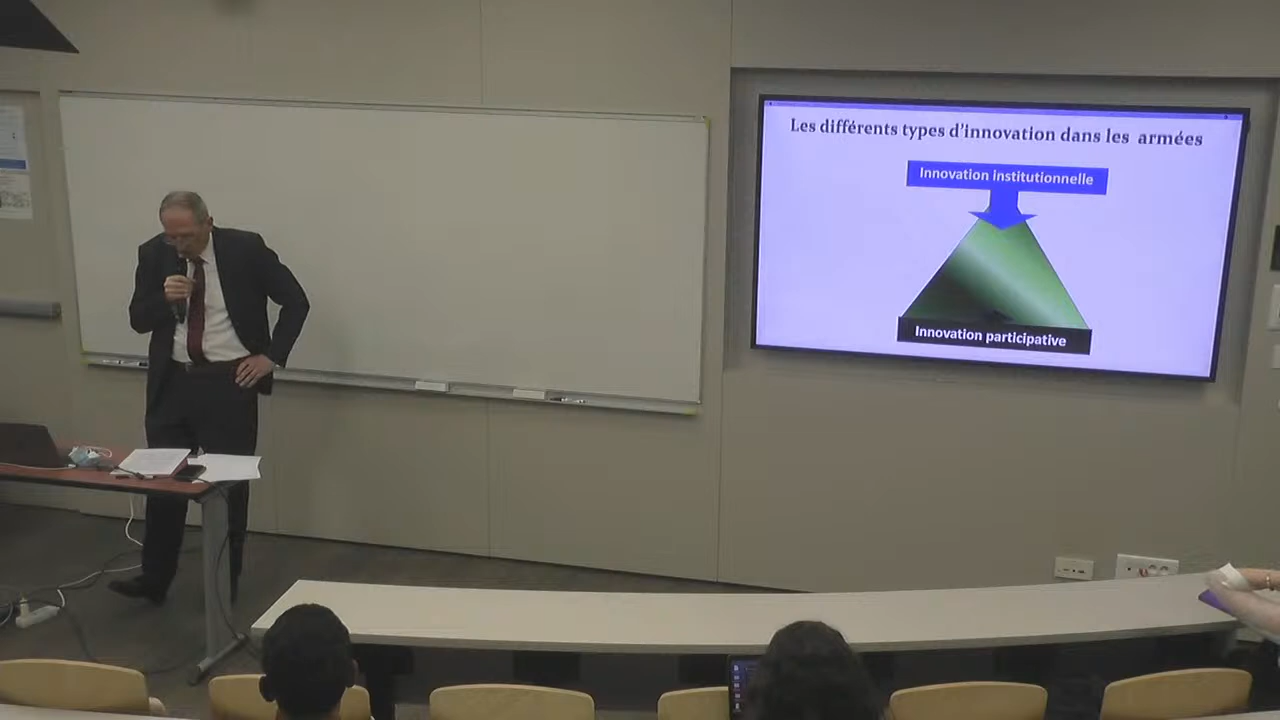 Les différents types d'innovation dans les armées
Innovation institutionnelle
Innovation participative